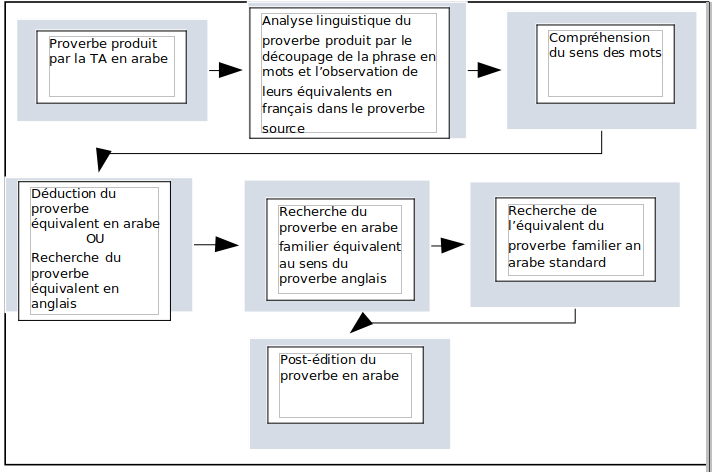 Proverbe produit
par la TA en arabe
Analyse linguistique du
proverbe produit par le
découpage de la phrase en
mots et l'observation de
leurs équivalents en
français dans le proverbe
source
Compréhension
du sens des mots
Déduction du
proverbe
équivalent en arabe
OU
Recherche du
proverbe
équivalent en
anglais
Recherche du
proverbe en arabe
familier équivalent
au sens du
proverbe anglais
Recherche de
l'équivalent du
proverbe familier an
arabe standard
Post-édition du
proverbe en arabe